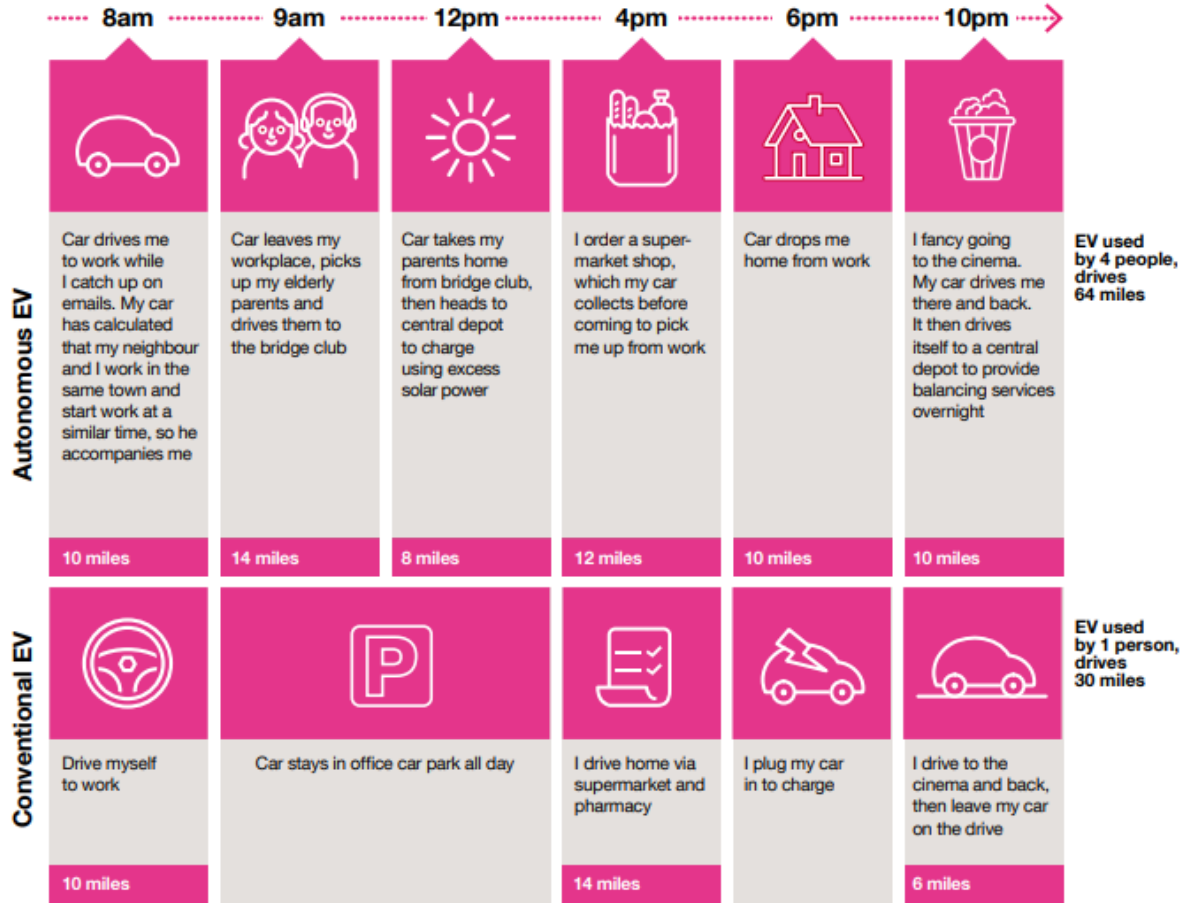 8am
9am
12pm
4pm
6pm
10pm
Autonomous EV
Car drives me
to work while
I catch up on
emails. My car
has calculated
that my neighbour
and I work in the
same town and
start work at a
similar time, so he
accompanies me
10 miles
Car leaves my
workplace, picks
up my elderly
parents and
drives them to
the bridge club
14 miles
Car takes my
parents home
from bridge club,
then heads to
central depot
to charge
using excess
solar power
8 miles
I order a super-
market shop,
which my car
collects before
coming to pick
me up from work
12 miles
Car drops me
home from work
10 miles
I fancy going
to the cinema.
My car drives me
there and back.
It then drives
itself to a central
depot to provide
balancing services
overnight
10 miles
EV used
by 4 people,
drives
64 miles
Conventional EV
Drive myself
to work
10 miles
P
Car stays in office car park all day
I drive home via
supermarket and
pharmacy
14 miles
I plug my car
in to charge
I drive to the
cinema and back,
then leave my car
on the drive
6 miles
EV used
by 1 person,
drives
30 miles